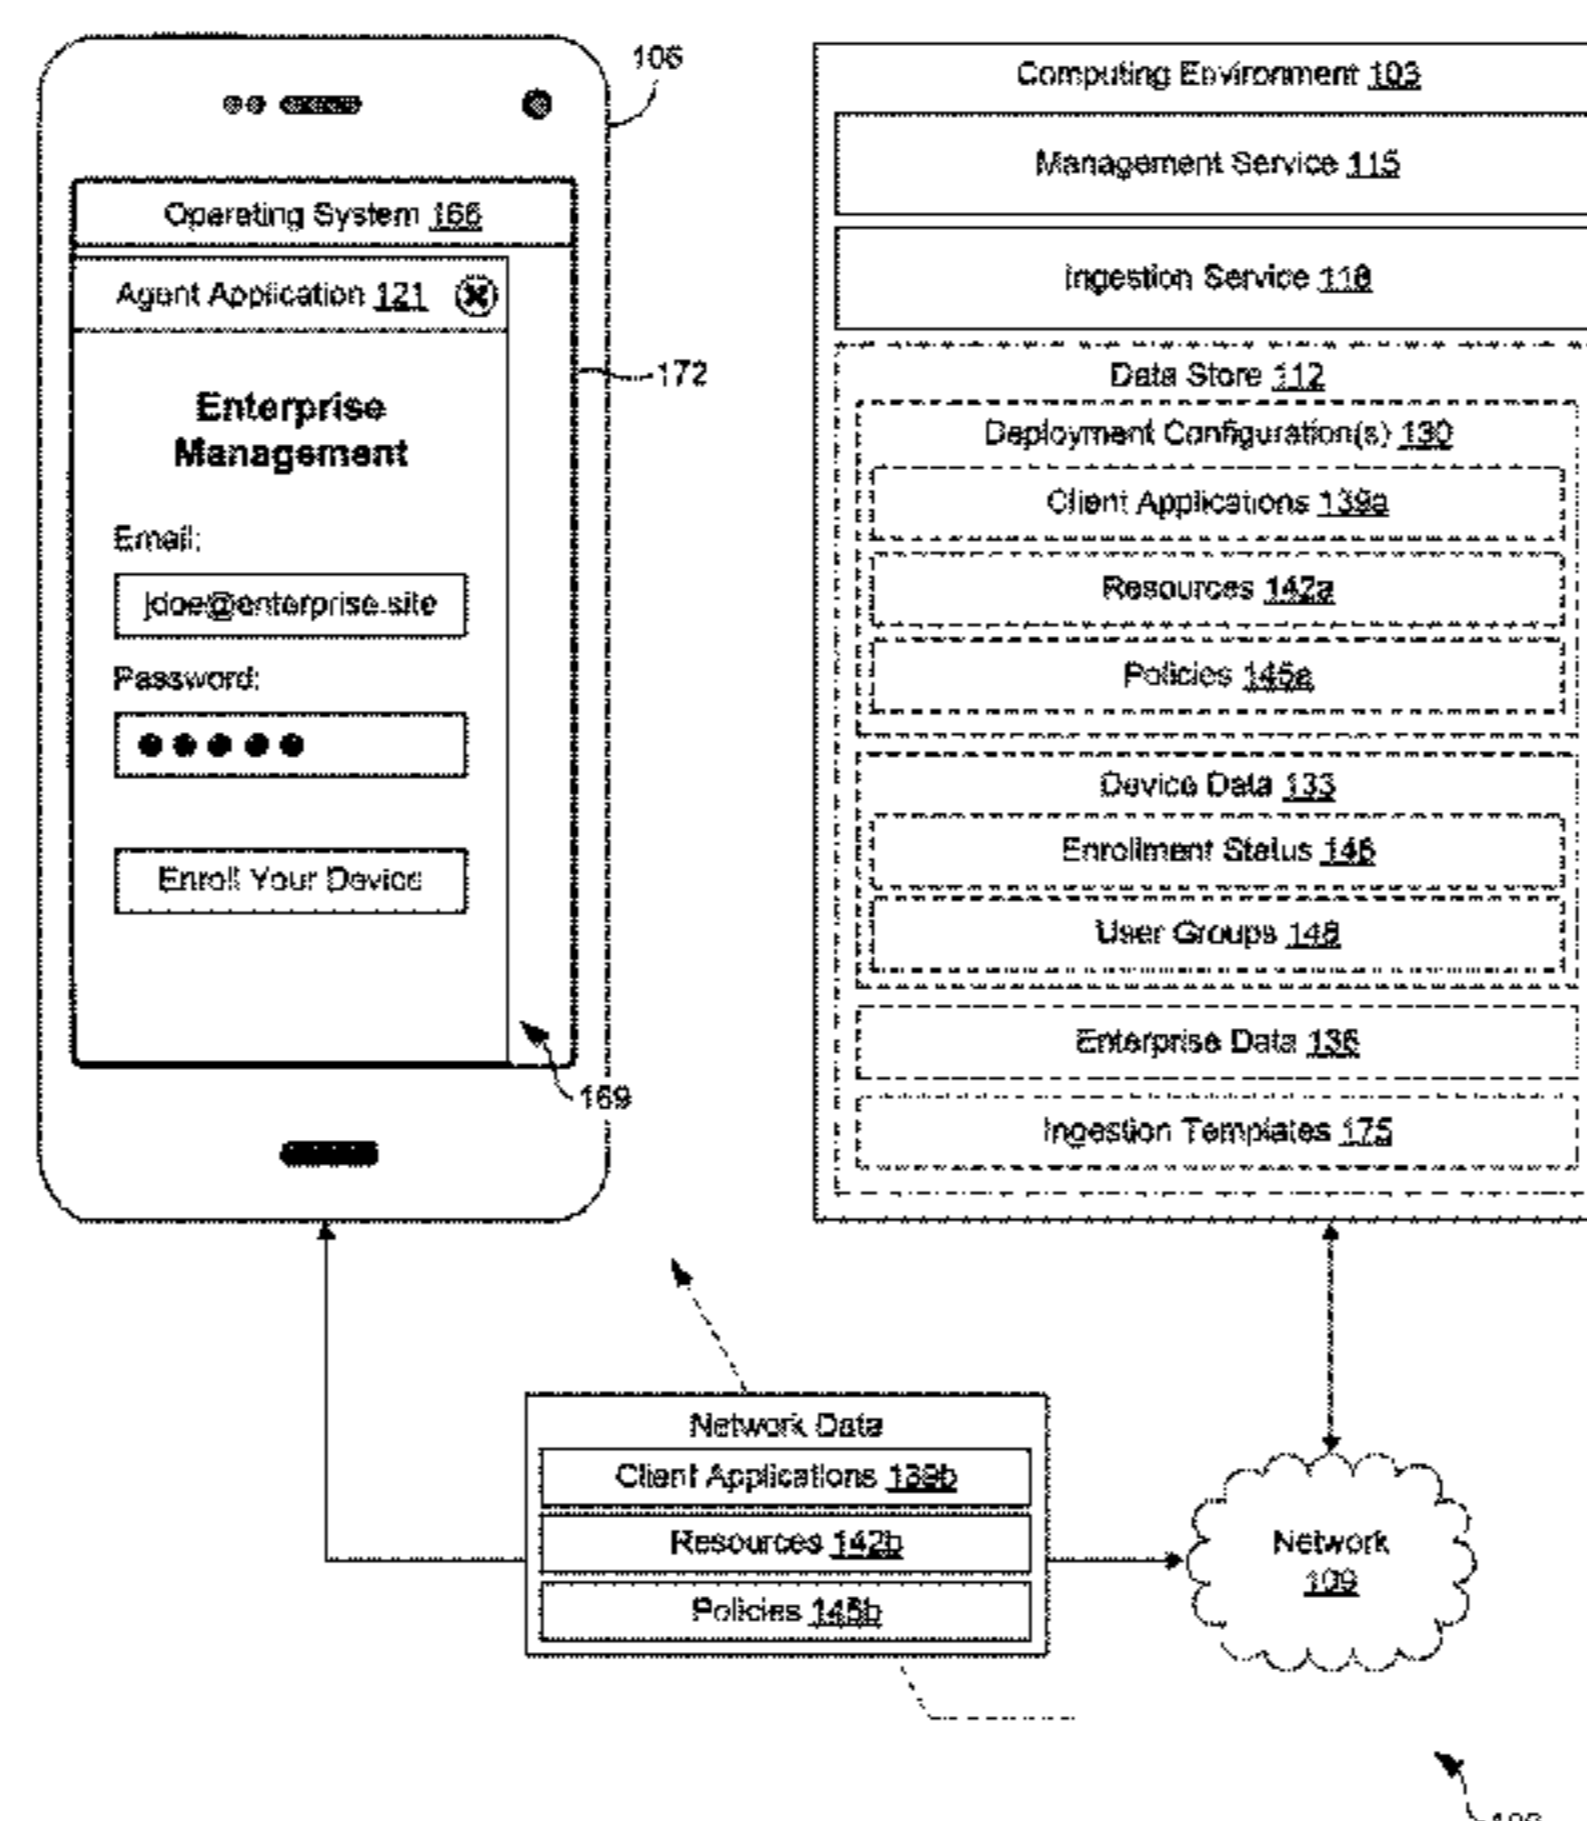 106
Operating System 166
Agent Application 121
172
Enterprise
Management
Email:
jdoe@enterprise.site
Password:
Enroll Your Device
169
Computing Environment 103
Management Service 115
Ingestion Service 118
Data Store 112
Deployment Configuration(s) 130
Client Applications 139a
Resources 142a
Policies 145a
Device Data 133
Enrollment Status 146
User Groups 148
Enterprise Data 136
Ingestion Templates 175
Network Data
Client Applications 139b
Resources 142b
Policies 145b
Network
109